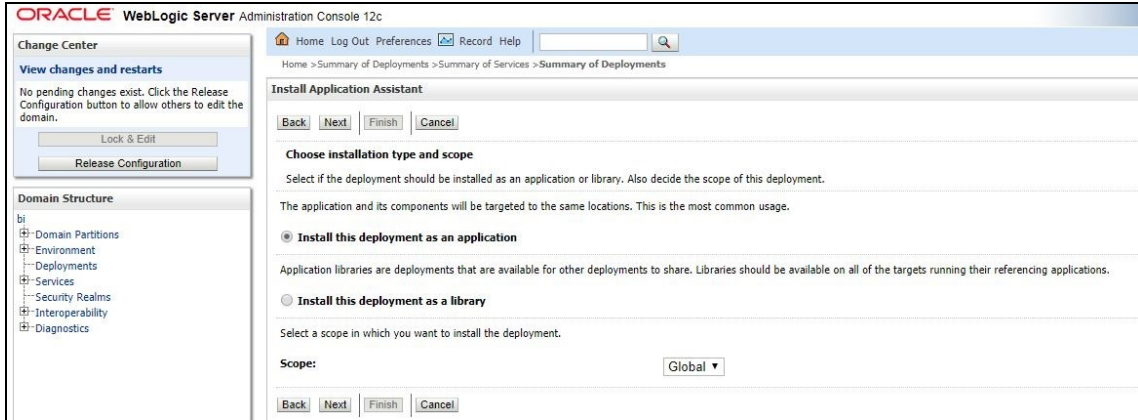 ORACLE WebLogic Server Administration Console 12c
Change Center
View changes and restarts
No pending changes exist. Click the Release
Configuration button to allow others to edit the
domain.
Lock & Edit
Release Configuration
Domain Structure
bi
Domain Partitions
Environment
Deployments
Services
Security Realms
Interoperability
Diagnostics
Home Log Out Preferences Record Help
Home >Summary of Deployments >Summary of Services >Summary of Deployments
Install Application Assistant
Back Next Finish Cancel
Choose installation type and scope
Select if the deployment should be installed as an application or library. Also decide the scope of this deployment.
The application and its components will be targeted to the same locations. This is the most common usage.
Install this deployment as an application
Application libraries are deployments that are available for other deployments to share. Libraries should be available on all of the targets running their referencing applications.
Install this deployment as a library
Select a scope in which you want to install the deployment.
Scope: Global
Back Next Finish Cancel